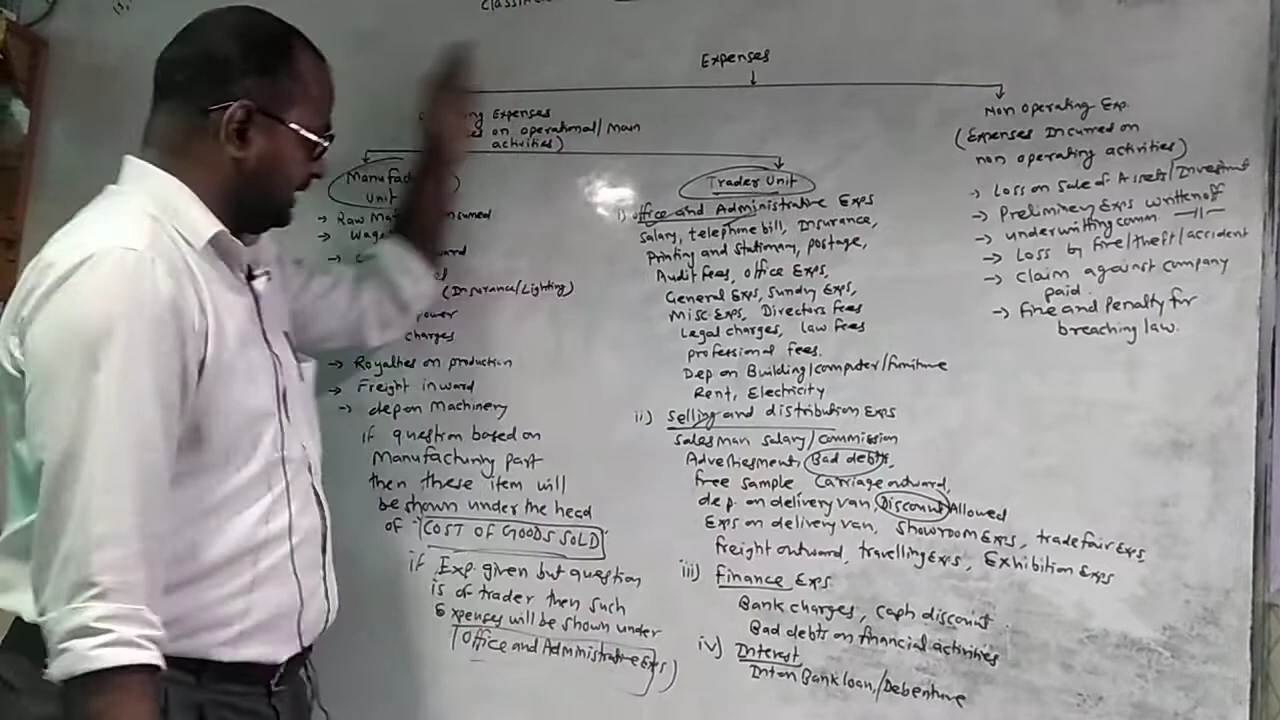 Expenses
Expenses
on operational/Main
activities)
Manufac
Unit
→ Raw Ma
→ Wag
(Insurance/Lighting)
Power
charges
→ Royalties on production
→ Freight inward
→ dep on Machinery
if question based on
Manufacturing part
then these item will
be shown under the head
of "COST OF GOODS SOLD
if Exp. given but question
is of trader then such
Expenses will be shown under
(Office and Administrative Exps)
Trader Unit
i) office and Administrative Exps
Salary, telephone bill, Insurance,
Printing and stationary, postage,
Audit Fees, office Exps,
General Exps, Sundry Exps,
Misc Exps, Directors Fees
Legal charges, Law Fees
professional Fees.
Dep on Building/computer/furniture
Rent, Electricity
ii) Selling and distribution Exps
Salesman Salary/commission
Advertiesment, Bad debts,
free sample Carriage outward,
dep. on delivery van, Discount Allowed
Exps on delivery van, Showroom Exps, trade fair Exps
freight outward, travelling Exps, Exhibition Exps
iii) Finance Exps
Bank charges, cash discount
Bad debts on financial activities
iv) Interest
Int on Bank loan/Debenture
Non operating Exp.
(Expenses Incurred on
non operating activities)
→ Loss on Sale of Assets/Investment
→ Preliminary Exps written off
→ underwriting comm. —||—
→ Loss by fire/theft/accident
→ Claim against company
paid.
→ Fine and Penalty for
breaching law.